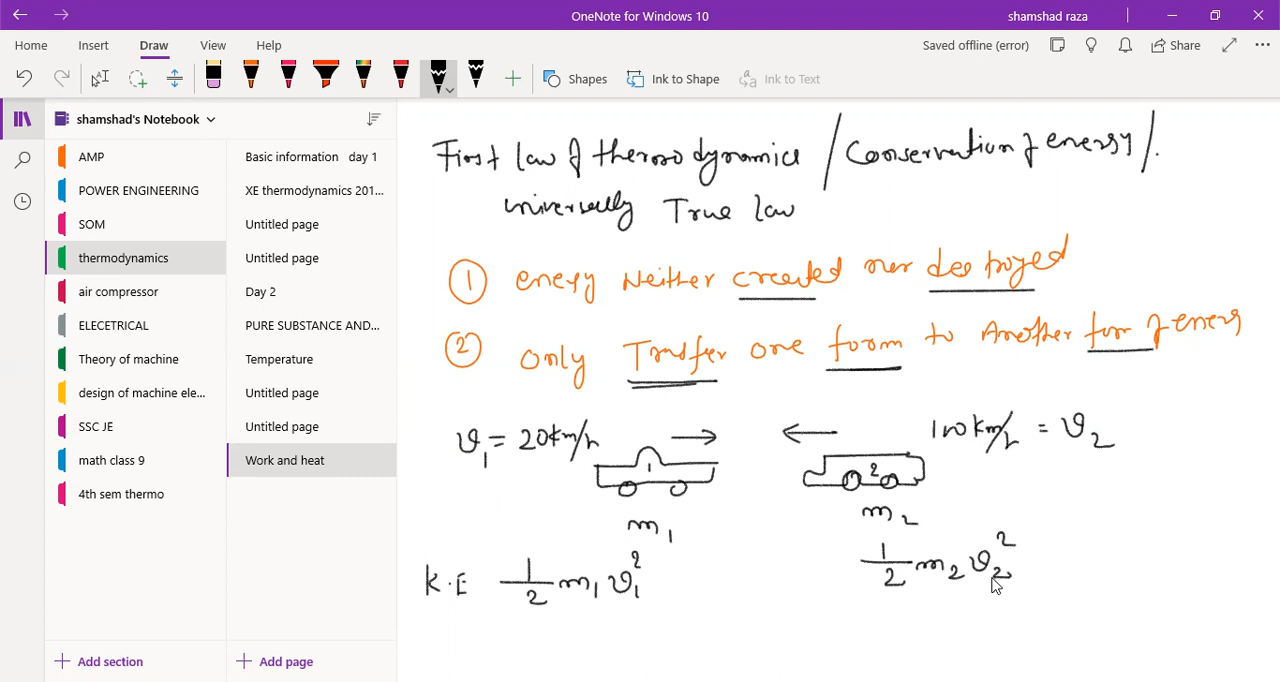 OneNote for Windows 10
shamshad raza
Home Insert Draw View Help
Saved offline (error) Share
Shapes Ink to Shape Ink to Text
shamshad's Notebook
AMP
POWER ENGINEERING
SOM
thermodynamics
air compressor
ELECETRICAL
Theory of machine
design of machine ele...
SSC JE
math class 9
4th sem thermo
Add section
Basic information day 1
XE thermodynamics 201...
Untitled page
Untitled page
Day 2
PURE SUBSTANCE AND...
Temperature
Untitled page
Untitled page
Work and heat
Add page
First law of thermodynamics / Conservation of energy /.
universally True law
① energy Neither created nor destroyed
② only Transfer one form to Another form of energy
ϑ₁ = 20km/h
1
m₁
100km/h = ϑ₂
2
m₂
K.E 1/2 m₁ϑ₁²
1/2 m₂ϑ₂²